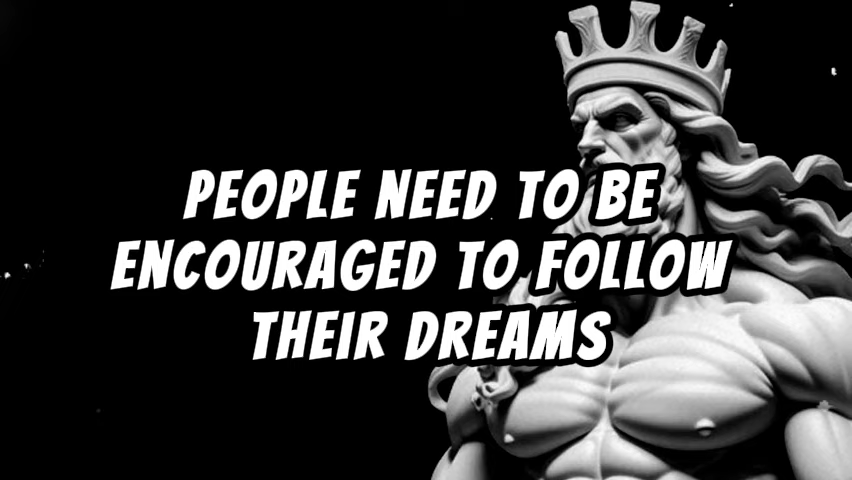 PEOPLE NEED TO BE
ENCOURAGED TO FOLLOW
THEIR DREAMS